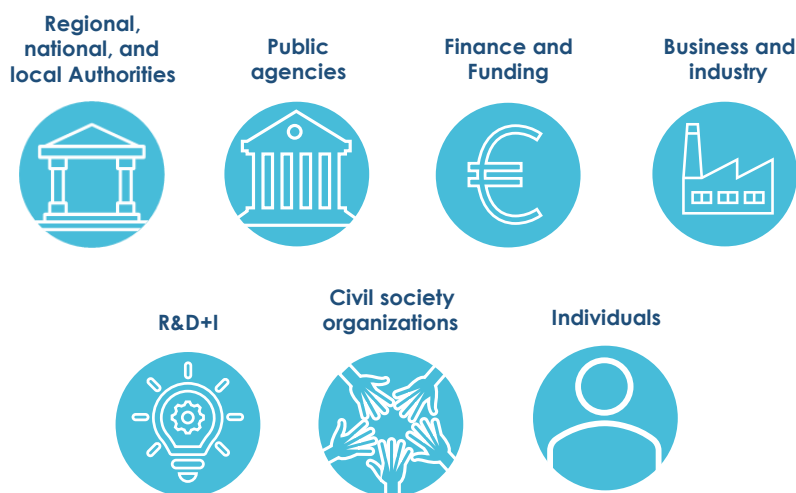 Regional,
national, and
local Authorities
Public
agencies
Finance and
Funding
Business and
industry
R&D+I
Civil society
organizations
Individuals